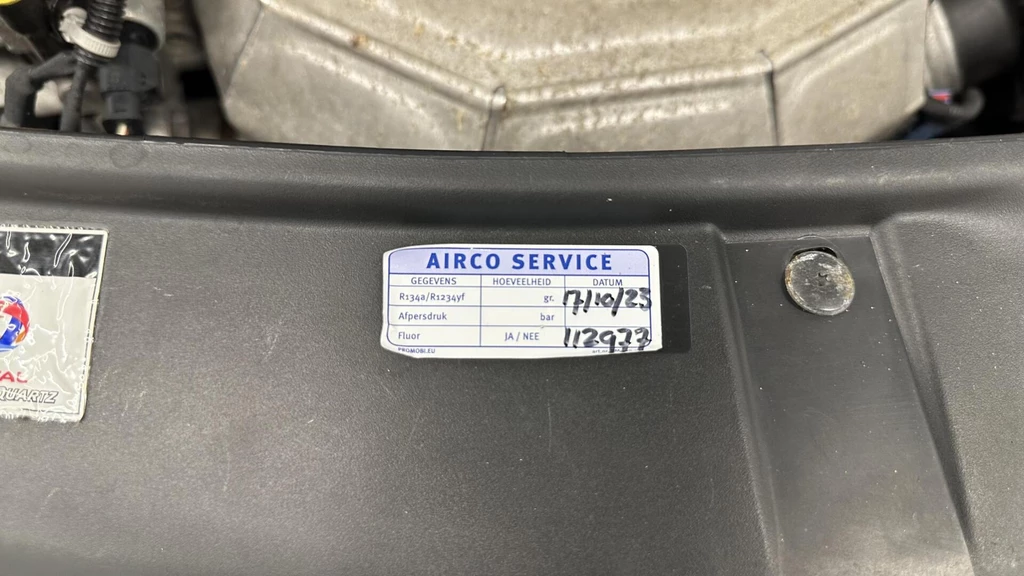 AIRCO SERVICE
GEGEVENS HOEVEELHEID DATUM
R134a/R1234yf gr. 17/10/23
Afpersdruk bar
Fluor JA / NEE 112977
PROMOBI.EU
QUARTZ